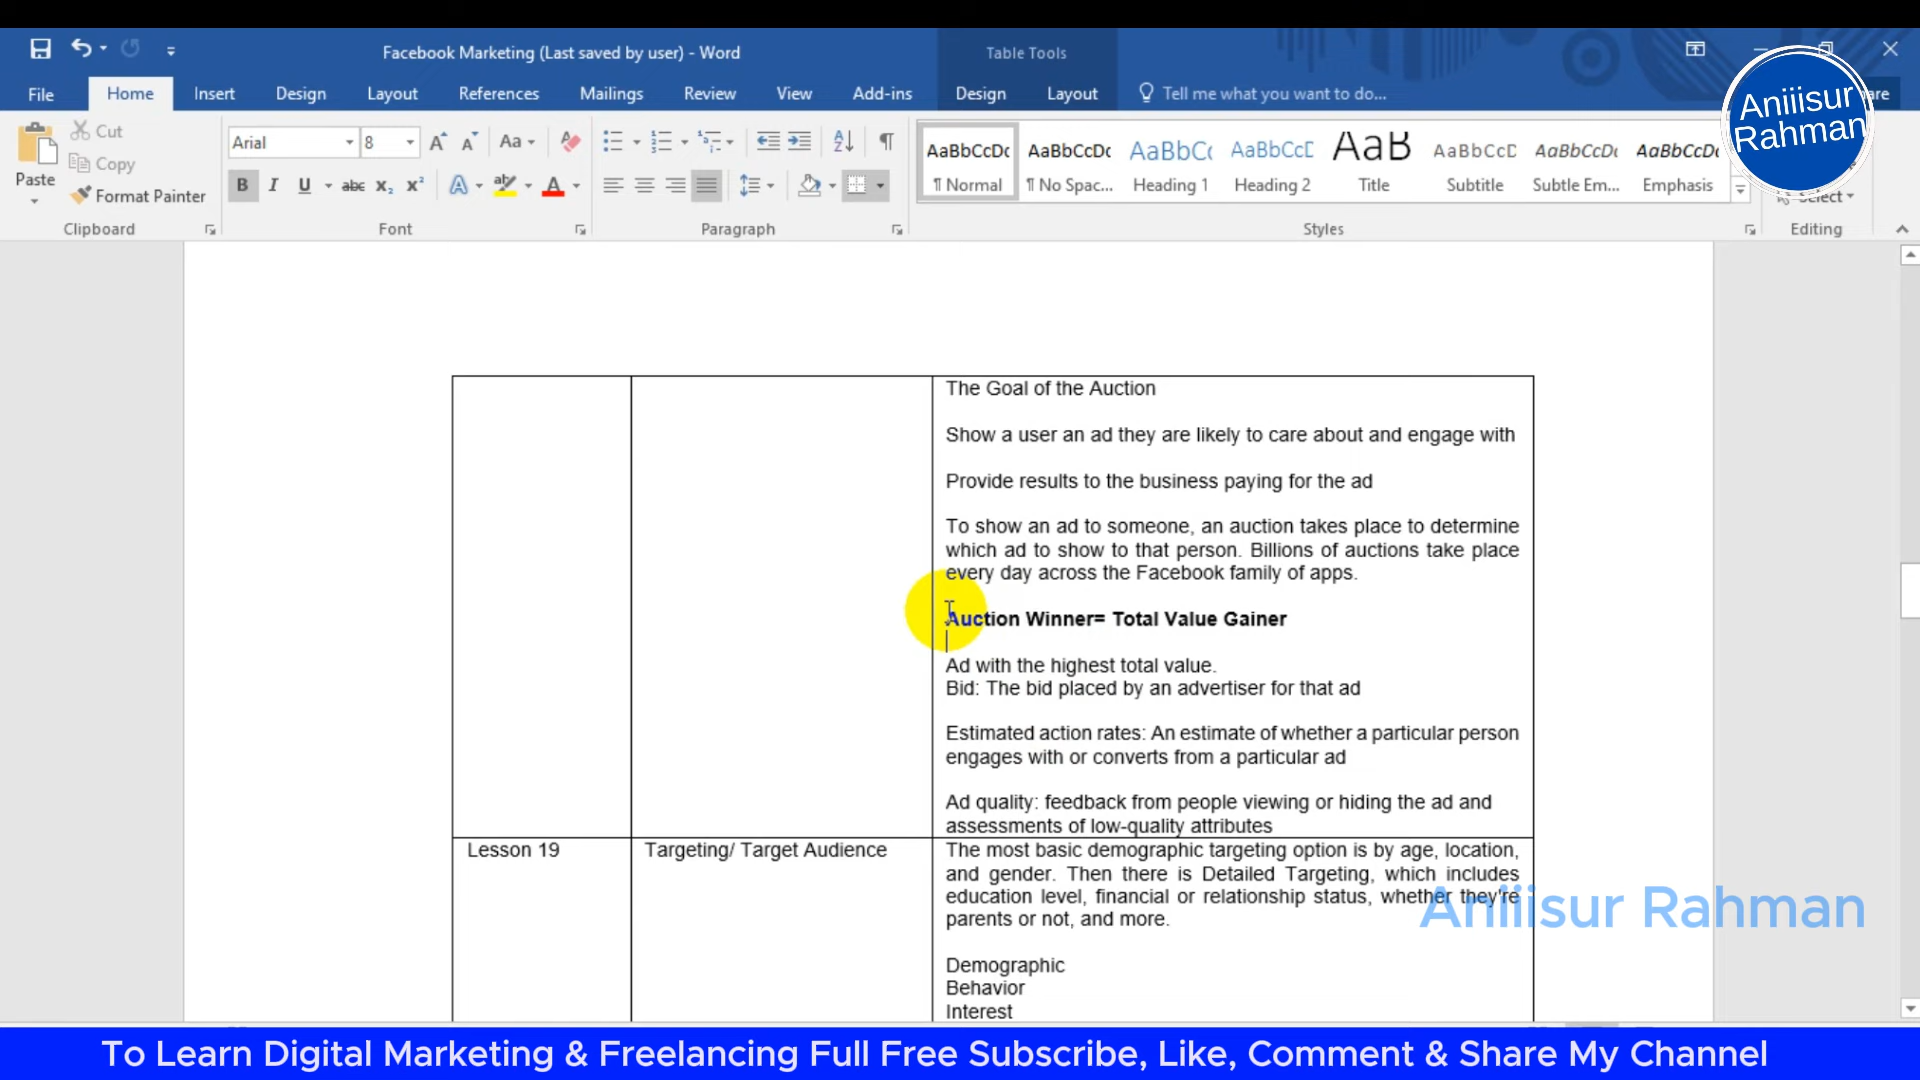 Facebook Marketing (Last saved by user) - Word
Table Tools
File
Home
Insert
Design
Layout
References
Mailings
Review
View
Add-ins
Design
Layout
Tell me what you want to do...
are
Aniiisur
Rahman
Cut
Copy
Format Painter
Paste
Arial
8
AaBbCcDc
¶ Normal
AaBbCcDc
¶ No Spac...
AaBbCc
Heading 1
AaBbCcD
Heading 2
AaB
Title
AaBbCcD
Subtitle
AaBbCcDc
Subtle Em...
AaBbCcDc
Emphasis
Select
Clipboard
Font
Paragraph
Styles
Editing
The Goal of the Auction
Show a user an ad they are likely to care about and engage with
Provide results to the business paying for the ad
To show an ad to someone, an auction takes place to determine
which ad to show to that person. Billions of auctions take place
every day across the Facebook family of apps.
Auction Winner= Total Value Gainer
Ad with the highest total value.
Bid: The bid placed by an advertiser for that ad
Estimated action rates: An estimate of whether a particular person
engages with or converts from a particular ad
Ad quality: feedback from people viewing or hiding the ad and
assessments of low-quality attributes
Lesson 19
Targeting/ Target Audience
The most basic demographic targeting option is by age, location,
and gender. Then there is Detailed Targeting, which includes
education level, financial or relationship status, whether they're
parents or not, and more.
Aniiisur Rahman
Demographic
Behavior
Interest
To Learn Digital Marketing & Freelancing Full Free Subscribe, Like, Comment & Share My Channel